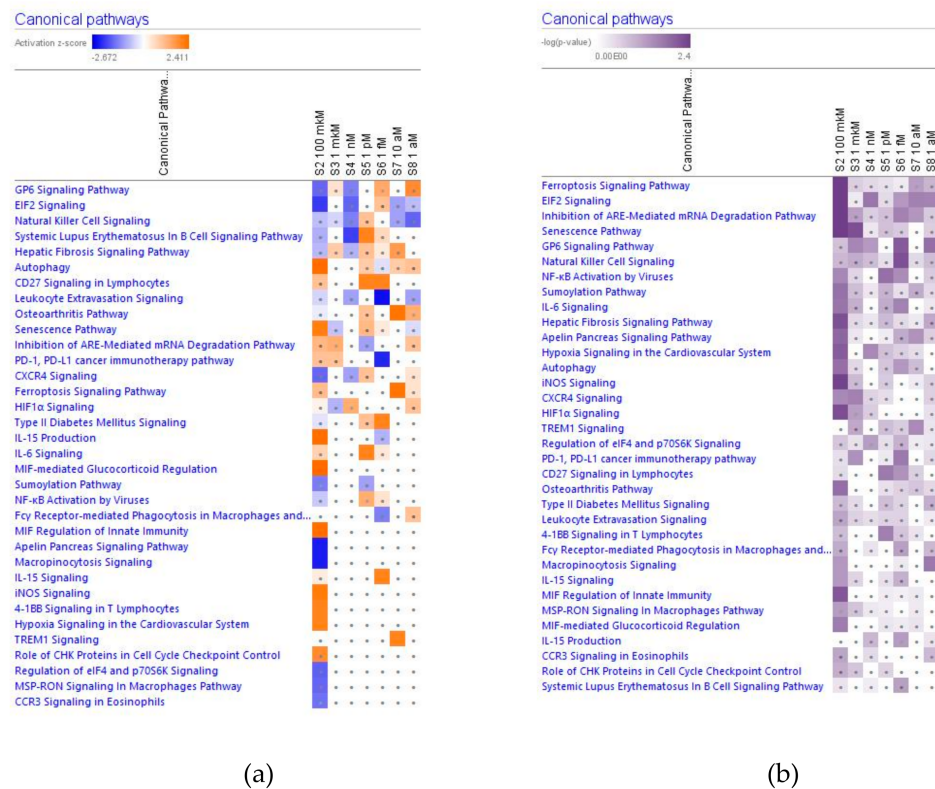 Canonical pathways
Activation z-score
-2.672 2.411
Canonical Pathwa...
S2 100 mkM
S3 1 mkM
S4 1 nM
S5 1 pM
S6 1 fM
S7 10 aM
S8 1 aM
GP6 Signaling Pathway
EIF2 Signaling
Natural Killer Cell Signaling
Systemic Lupus Erythematosus In B Cell Signaling Pathway
Hepatic Fibrosis Signaling Pathway
Autophagy
CD27 Signaling in Lymphocytes
Leukocyte Extravasation Signaling
Osteoarthritis Pathway
Senescence Pathway
Inhibition of ARE-Mediated mRNA Degradation Pathway
PD-1, PD-L1 cancer immunotherapy pathway
CXCR4 Signaling
Ferroptosis Signaling Pathway
HIF1α Signaling
Type II Diabetes Mellitus Signaling
IL-15 Production
IL-6 Signaling
MIF-mediated Glucocorticoid Regulation
Sumoylation Pathway
NF-κB Activation by Viruses
Fcγ Receptor-mediated Phagocytosis in Macrophages and...
MIF Regulation of Innate Immunity
Apelin Pancreas Signaling Pathway
Macropinocytosis Signaling
IL-15 Signaling
iNOS Signaling
4-1BB Signaling in T Lymphocytes
Hypoxia Signaling in the Cardiovascular System
TREM1 Signaling
Role of CHK Proteins in Cell Cycle Checkpoint Control
Regulation of eIF4 and p70S6K Signaling
MSP-RON Signaling In Macrophages Pathway
CCR3 Signaling in Eosinophils
(a)
Canonical pathways
-log(p-value)
0.00E00 2.4
Canonical Pathwa...
S2 100 mkM
S3 1 mkM
S4 1 nM
S5 1 pM
S6 1 fM
S7 10 aM
S8 1 aM
Ferroptosis Signaling Pathway
EIF2 Signaling
Inhibition of ARE-Mediated mRNA Degradation Pathway
Senescence Pathway
GP6 Signaling Pathway
Natural Killer Cell Signaling
NF-κB Activation by Viruses
Sumoylation Pathway
IL-6 Signaling
Hepatic Fibrosis Signaling Pathway
Apelin Pancreas Signaling Pathway
Hypoxia Signaling in the Cardiovascular System
Autophagy
iNOS Signaling
CXCR4 Signaling
HIF1α Signaling
TREM1 Signaling
Regulation of eIF4 and p70S6K Signaling
PD-1, PD-L1 cancer immunotherapy pathway
CD27 Signaling in Lymphocytes
Osteoarthritis Pathway
Type II Diabetes Mellitus Signaling
Leukocyte Extravasation Signaling
4-1BB Signaling in T Lymphocytes
Fcγ Receptor-mediated Phagocytosis in Macrophages and...
Macropinocytosis Signaling
IL-15 Signaling
MIF Regulation of Innate Immunity
MSP-RON Signaling In Macrophages Pathway
MIF-mediated Glucocorticoid Regulation
IL-15 Production
CCR3 Signaling in Eosinophils
Role of CHK Proteins in Cell Cycle Checkpoint Control
Systemic Lupus Erythematosus In B Cell Signaling Pathway
(b)